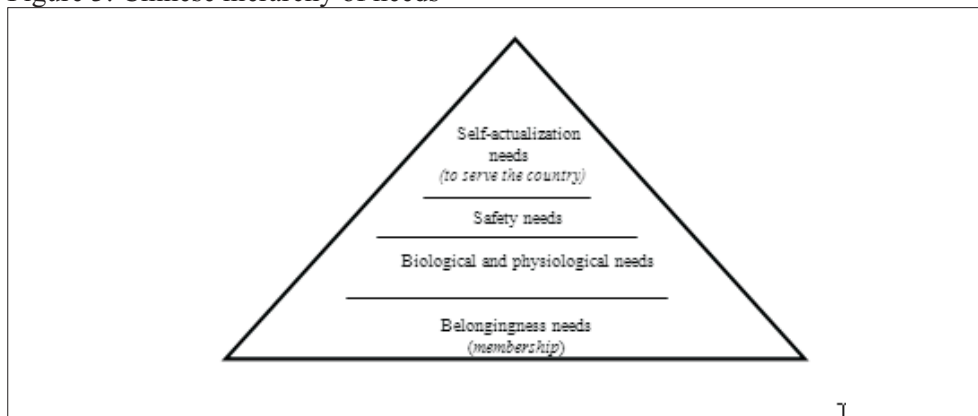 Figure 3: Chinese hierarchy of needs
Self-actualization
needs
(to serve the country)
Safety needs
Biological and physiological needs
Belongingness needs
(membership)